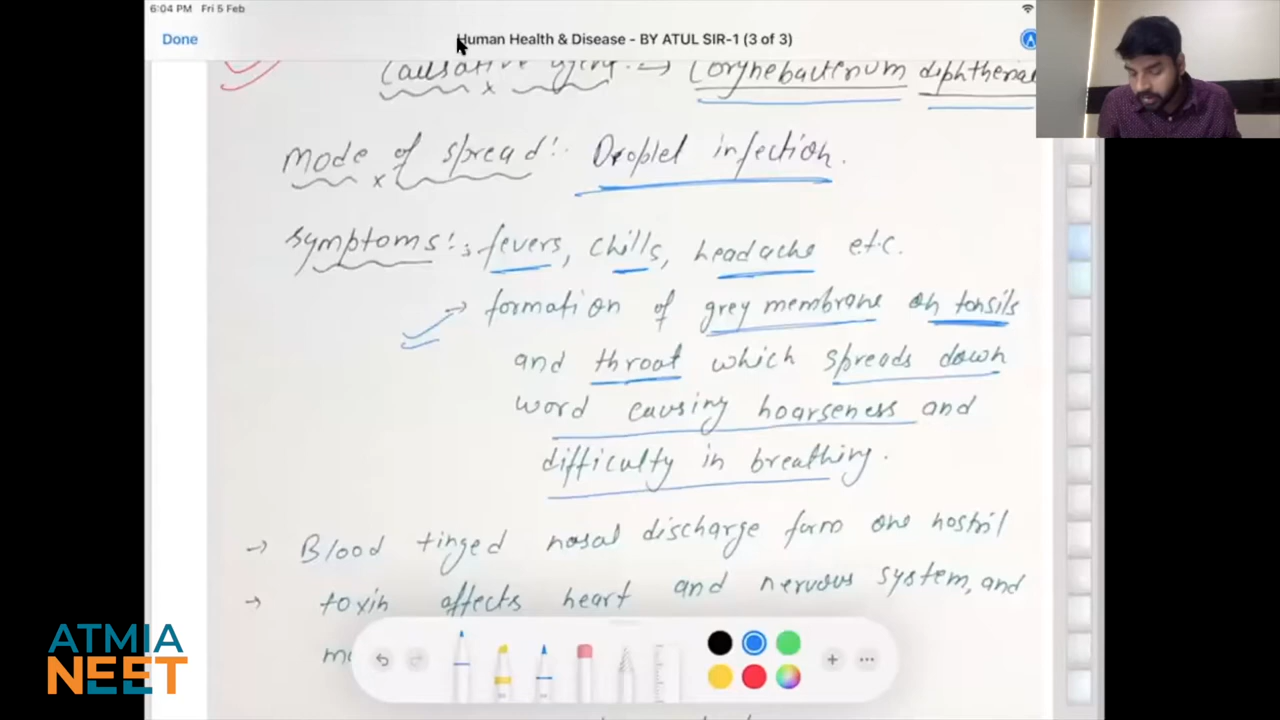 6:04 PM Fri 5 Feb
Done
Human Health & Disease - BY ATUL SIR-1 (3 of 3)
Causative agent → Corynebacterium diphtheriae
mode of spread:- Droplet infection.
Symptoms:; fevers, chills, headache etc.
→ formation of grey membrane on tonsils
and throat which spreads down
word causing hoarseness and
difficulty in breathing.
→ Blood tinged nasal discharge form one nostril
→ toxin affects heart and nervous system, and
ATMIA
NEET